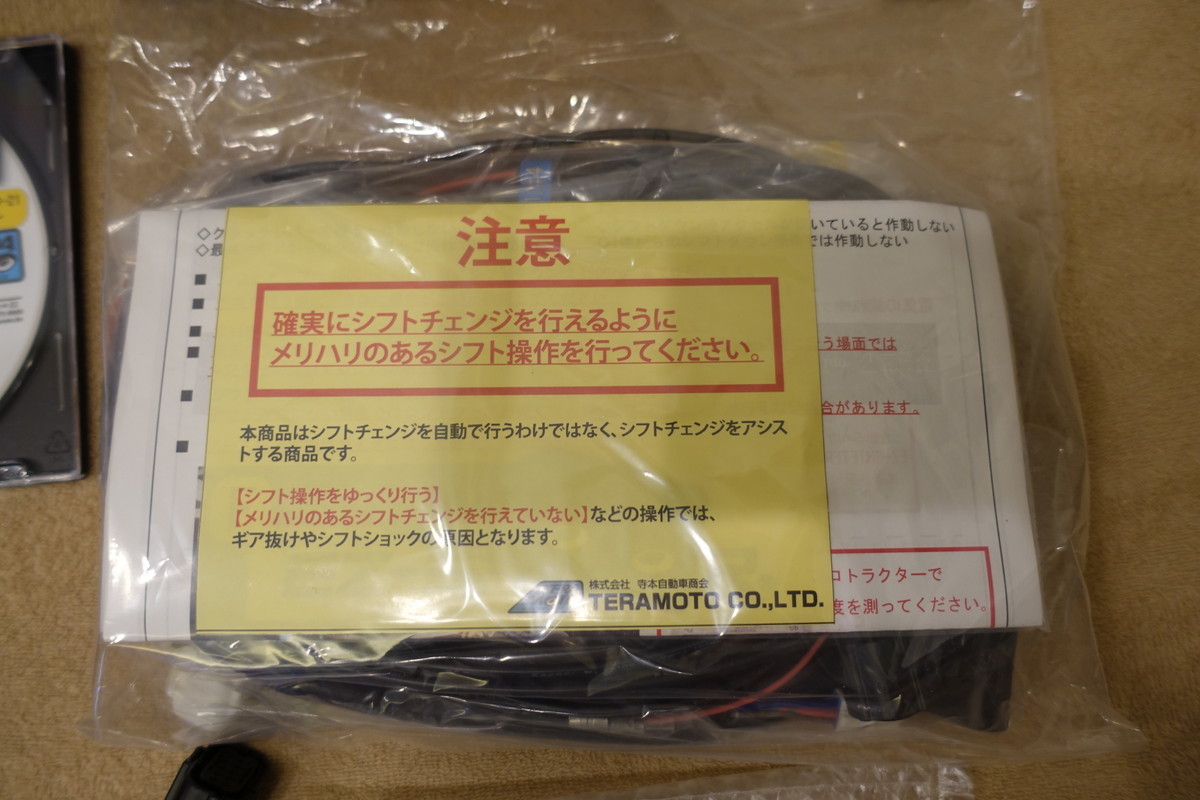 注意
確実にシフトチェンジを行えるように
メリハリのあるシフト操作を行ってください。
本商品はシフトチェンジを自動で行うわけではなく、シフトチェンジをアシス
トする商品です。
【シフト操作をゆっくり行う】
【メリハリのあるシフトチェンジを行えていない】などの操作では、
ギア抜けやシフトショックの原因となります。
株式会社 寺本自動車商会
TERAMOTO CO.,LTD.
◇ク
◇最
いていると作動しない
では作動しない
う場面では
合があります。
コトラクターで
度を測ってください。